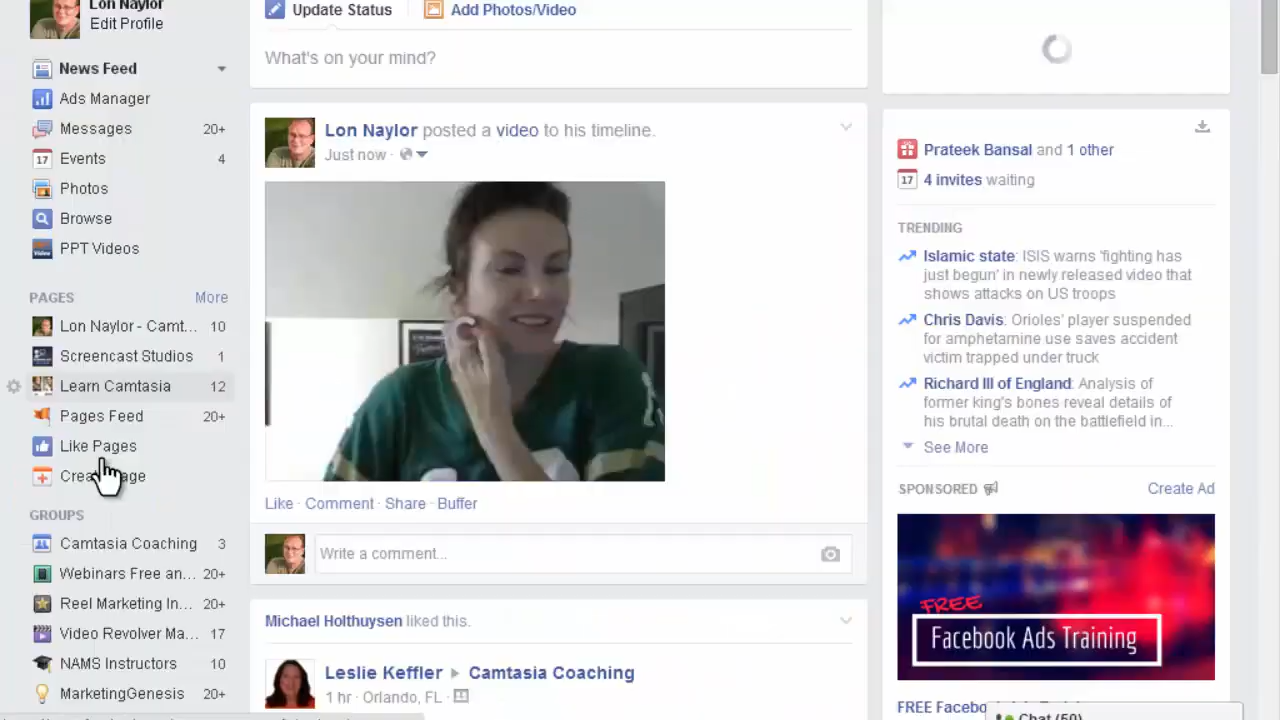 Lon Naylor
Edit Profile
News Feed
Ads Manager
Messages 20+
17 Events 4
Photos
Browse
PPT Videos
PAGES More
Lon Naylor - Camt... 10
Screencast Studios 1
Learn Camtasia 12
Pages Feed 20+
Like Pages
GROUPS
Camtasia Coaching 3
Webinars Free an... 20+
Reel Marketing In... 20+
Video Revolver Ma... 17
NAMS Instructors 10
MarketingGenesis 20+
Update Status
Add Photos/Video
What's on your mind?
Lon Naylor posted a video to his timeline.
Just now ·
Like · Comment · Share · Buffer
Write a comment...
Michael Holthuysen liked this.
Leslie Keffler ▸ Camtasia Coaching
1 hr · Orlando, FL ·
Prateek Bansal and 1 other
17 4 invites waiting
TRENDING
Islamic state: ISIS warns 'fighting has
just begun' in newly released video that
shows attacks on US troops
Chris Davis: Orioles' player suspended
for amphetamine use saves accident
victim trapped under truck
Richard III of England: Analysis of
former king's bones reveal details of
his brutal death on the battlefield in...
See More
SPONSORED Create Ad
FREE
Facebook Ads Training
FREE
Chat (59)